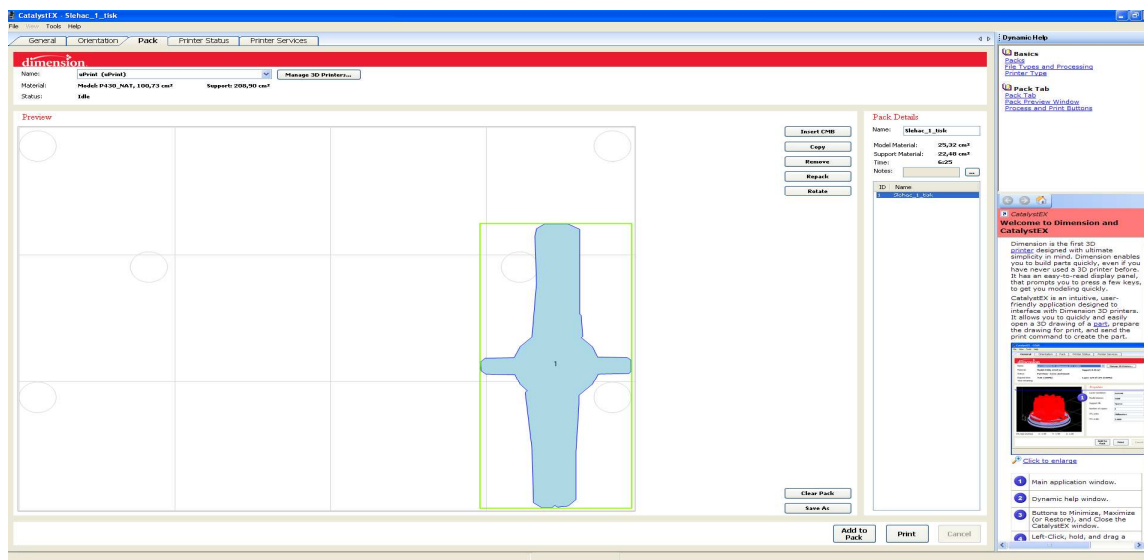 CatalystEX - Slehac_1_tisk
File View Tools Help
General Orientation Pack Printer Status Printer Services
dimension
Name: uPrint (uPrint) Manage 3D Printers...
Material: Model: P430_NAT, 100,73 cm³ Support: 208,90 cm³
Status: Idle
Preview
1
Insert CMB
Copy
Remove
Repack
Rotate
Clear Pack
Save As
Pack Details
Name: Slehac_1_tisk
Model Material: 25,32 cm³
Support Material: 22,48 cm³
Time: 6:25
Notes: ...
ID Name
1 Slehac_1_tisk
Add to Pack
Print
Cancel
Dynamic Help
Basics
Packs
File Types and Processing
Printer Type
Pack Tab
Pack Tab
Pack Preview Window
Process and Print Buttons
CatalystEX
Welcome to Dimension and
CatalystEX
Dimension is the first 3D
printer designed with ultimate
simplicity in mind. Dimension enables
you to build parts quickly, even if you
have never used a 3D printer before.
It has an easy-to-read display panel,
that prompts you to press a few keys,
to get you modeling quickly.
CatalystEX is an intuitive, user-
friendly application designed to
interface with Dimension 3D printers.
It allows you to quickly and easily
open a 3D drawing of a part, prepare
the drawing for print, and send the
print command to create the part.
Click to enlarge
1 Main application window.
2 Dynamic help window.
3 Buttons to Minimize, Maximize
(or Restore), and Close the
CatalystEX window.
4 Left-Click, hold, and drag a